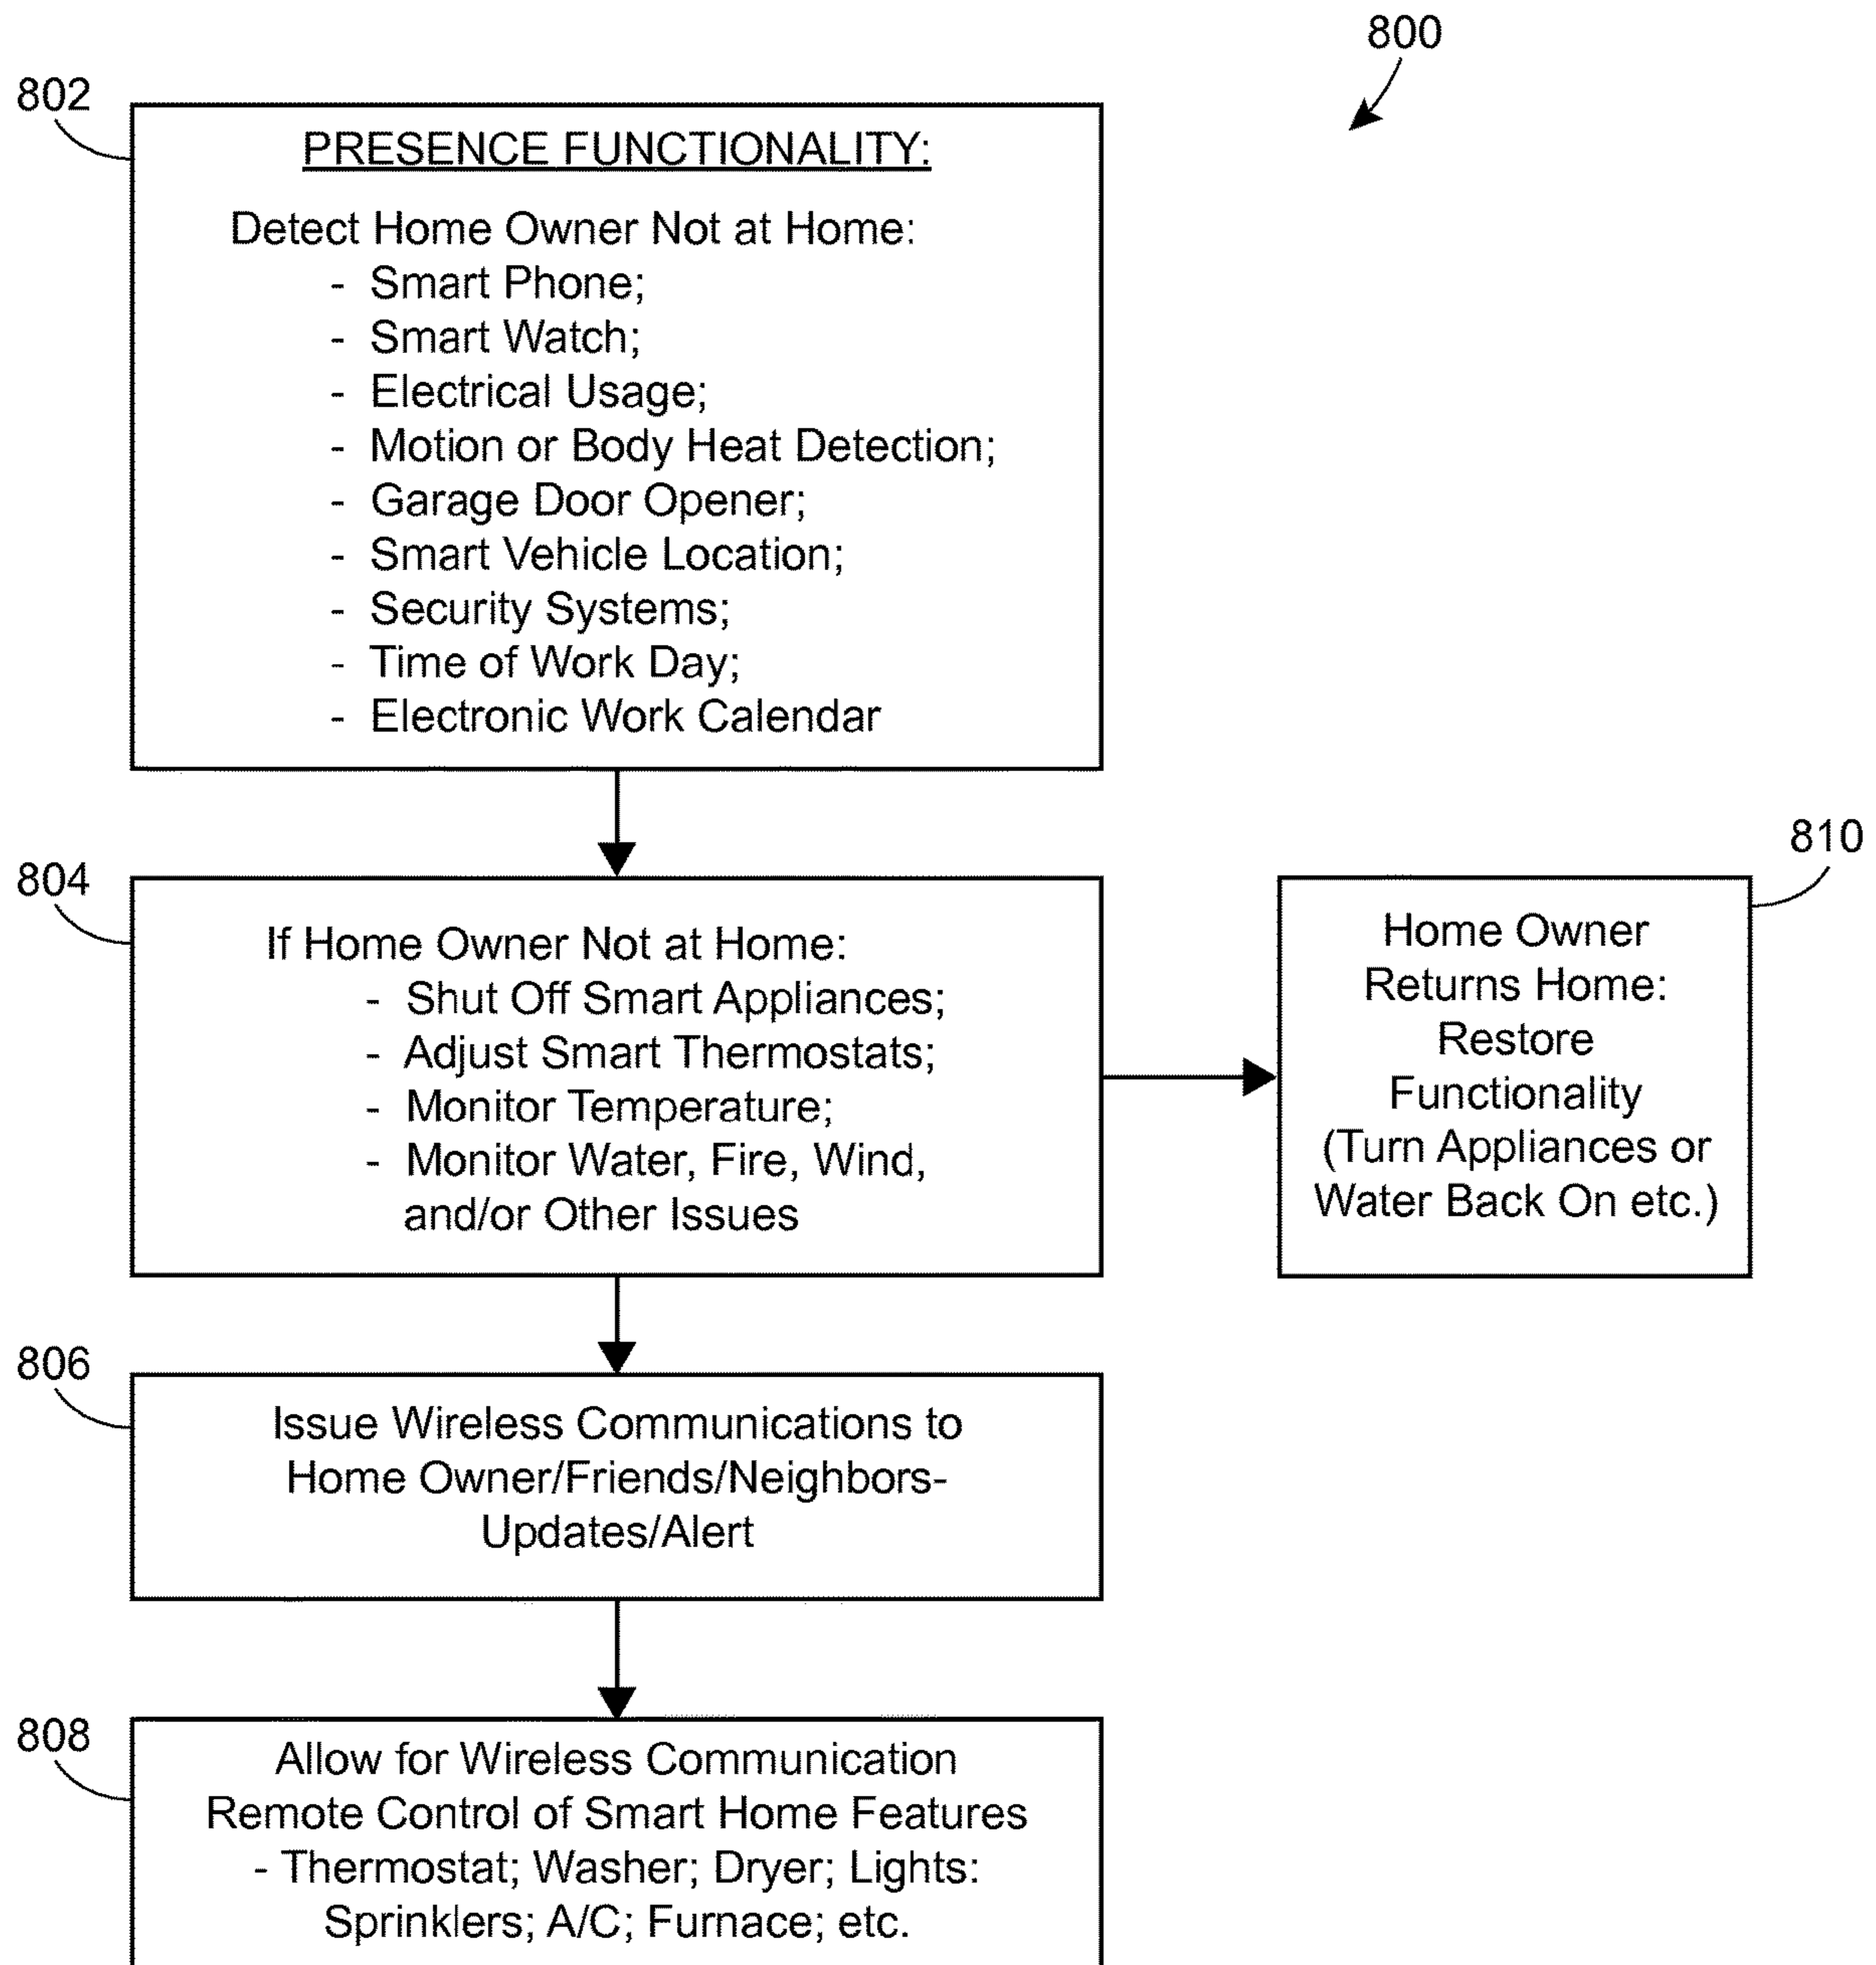 800
802
PRESENCE FUNCTIONALITY:
Detect Home Owner Not at Home:
- Smart Phone;
- Smart Watch;
- Electrical Usage;
- Motion or Body Heat Detection;
- Garage Door Opener;
- Smart Vehicle Location;
- Security Systems;
- Time of Work Day;
- Electronic Work Calendar
804
If Home Owner Not at Home:
- Shut Off Smart Appliances;
- Adjust Smart Thermostats;
- Monitor Temperature;
- Monitor Water, Fire, Wind,
and/or Other Issues
810
Home Owner
Returns Home:
Restore
Functionality
(Turn Appliances or
Water Back On etc.)
806
Issue Wireless Communications to
Home Owner/Friends/Neighbors-
Updates/Alert
808
Allow for Wireless Communication
Remote Control of Smart Home Features
- Thermostat; Washer; Dryer; Lights:
Sprinklers; A/C; Furnace; etc.